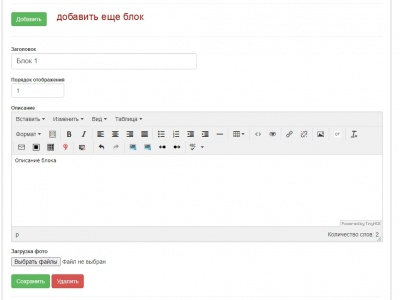 Добавить добавить еще блок
Заголовок
Блок 1
Порядок отображения
1
Описание
Вставить Изменить Вид Таблица
Формат
Описание блока
Powered by TinyMCE
p Количество слов: 2
Загрузка фото
Выбрать файлы Файл не выбран
Сохранить Удалить